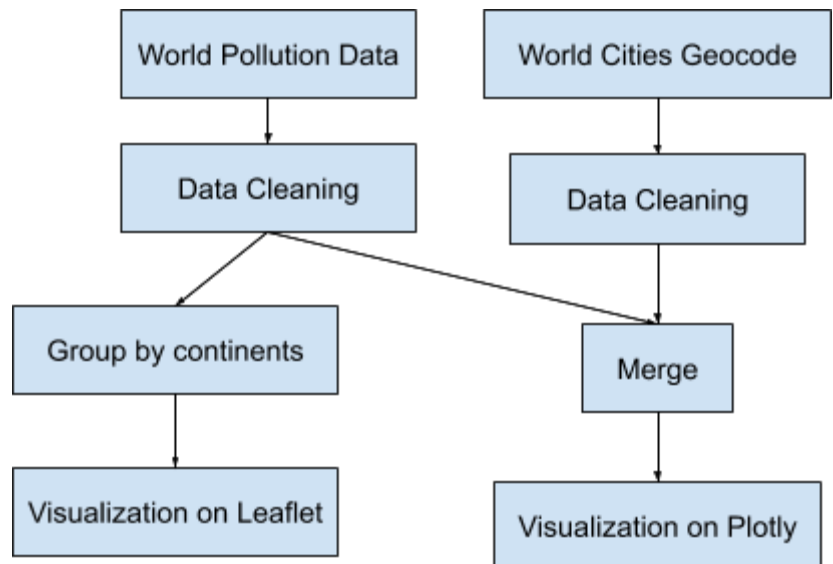 World Pollution Data
World Cities Geocode
Data Cleaning
Data Cleaning
Group by continents
Merge
Visualization on Leaflet
Visualization on Plotly